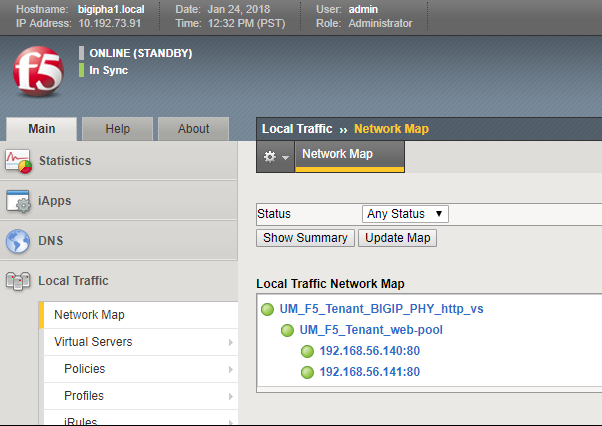 Hostname: bigipha1.local Date: Jan 24, 2018 User: admin
IP Address: 10.192.73.91 Time: 12:32 PM (PST) Role: Administrator
f5
ONLINE (STANDBY)
In Sync
Main Help About
Local Traffic ›› Network Map
Network Map
Statistics
iApps
DNS
Local Traffic
Network Map
Virtual Servers
Policies
Profiles
iRules
Status Any Status
Show Summary Update Map
Local Traffic Network Map
UM_F5_Tenant_BIGIP_PHY_http_vs
UM_F5_Tenant_web-pool
192.168.56.140:80
192.168.56.141:80